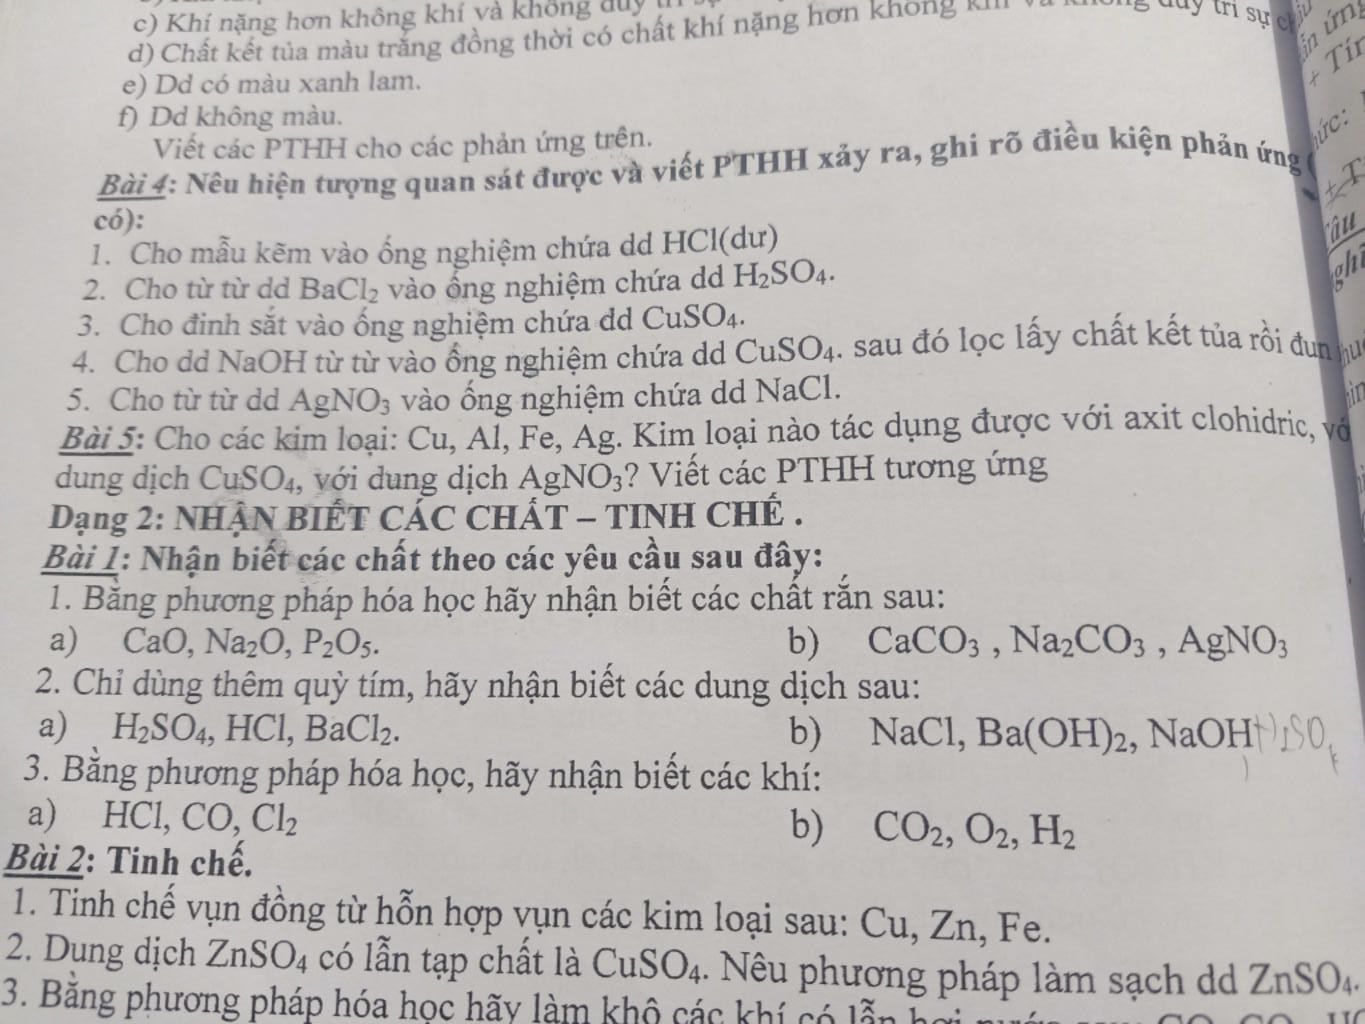 c) Khí nặng hơn không khí và không duy trì
d) Chất kết tủa màu trắng đồng thời có chất khí nặng hơn không khí và không duy trì sự
e) Dd có màu xanh lam.
f) Dd không màu.
Viết các PTHH cho các phản ứng trên.
Bài 4: Nêu hiện tượng quan sát được và viết PTHH xảy ra, ghi rõ điều kiện phản ứng
có):
1. Cho mẫu kẽm vào ống nghiệm chứa dd HCl(dư)
2. Cho từ từ dd BaCl₂ vào ống nghiệm chứa dd H₂SO₄.
3. Cho đinh sắt vào ống nghiệm chứa dd CuSO₄.
4. Cho dd NaOH từ từ vào ống nghiệm chứa dd CuSO₄. sau đó lọc lấy chất kết tủa rồi đun
5. Cho từ từ dd AgNO₃ vào ống nghiệm chứa dd NaCl.
Bài 5: Cho các kim loại: Cu, Al, Fe, Ag. Kim loại nào tác dụng được với axit clohidric, vớ
dung dịch CuSO₄, với dung dịch AgNO₃? Viết các PTHH tương ứng
Dạng 2: NHẬN BIẾT CÁC CHẤT – TINH CHẾ .
Bài 1: Nhận biết các chất theo các yêu cầu sau đây:
1. Bằng phương pháp hóa học hãy nhận biết các chất rắn sau:
a) CaO, Na₂O, P₂O₅. b) CaCO₃ , Na₂CO₃ , AgNO₃
2. Chỉ dùng thêm quỳ tím, hãy nhận biết các dung dịch sau:
a) H₂SO₄, HCl, BaCl₂. b) NaCl, Ba(OH)₂, NaOH, H₂SO₄
3. Bằng phương pháp hóa học, hãy nhận biết các khí:
a) HCl, CO, Cl₂ b) CO₂, O₂, H₂
Bài 2: Tinh chế.
1. Tinh chế vụn đồng từ hỗn hợp vụn các kim loại sau: Cu, Zn, Fe.
2. Dung dịch ZnSO₄ có lẫn tạp chất là CuSO₄. Nêu phương pháp làm sạch dd ZnSO₄.
3. Bằng phương pháp hóa học hãy làm khô các khí có lẫn hơi nước